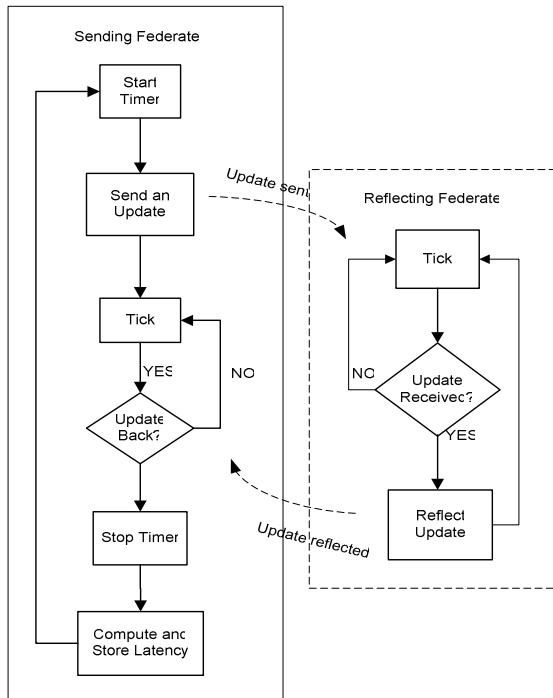 Sending Federate
Start
Timer
Send an
Update
Tick
YES
NO
Update
Back?
Stop Timer
Compute and
Store Latency
Update sent
Update reflected
Reflecting Federate
Tick
NO
Update
Received?
YES
Reflect
Update